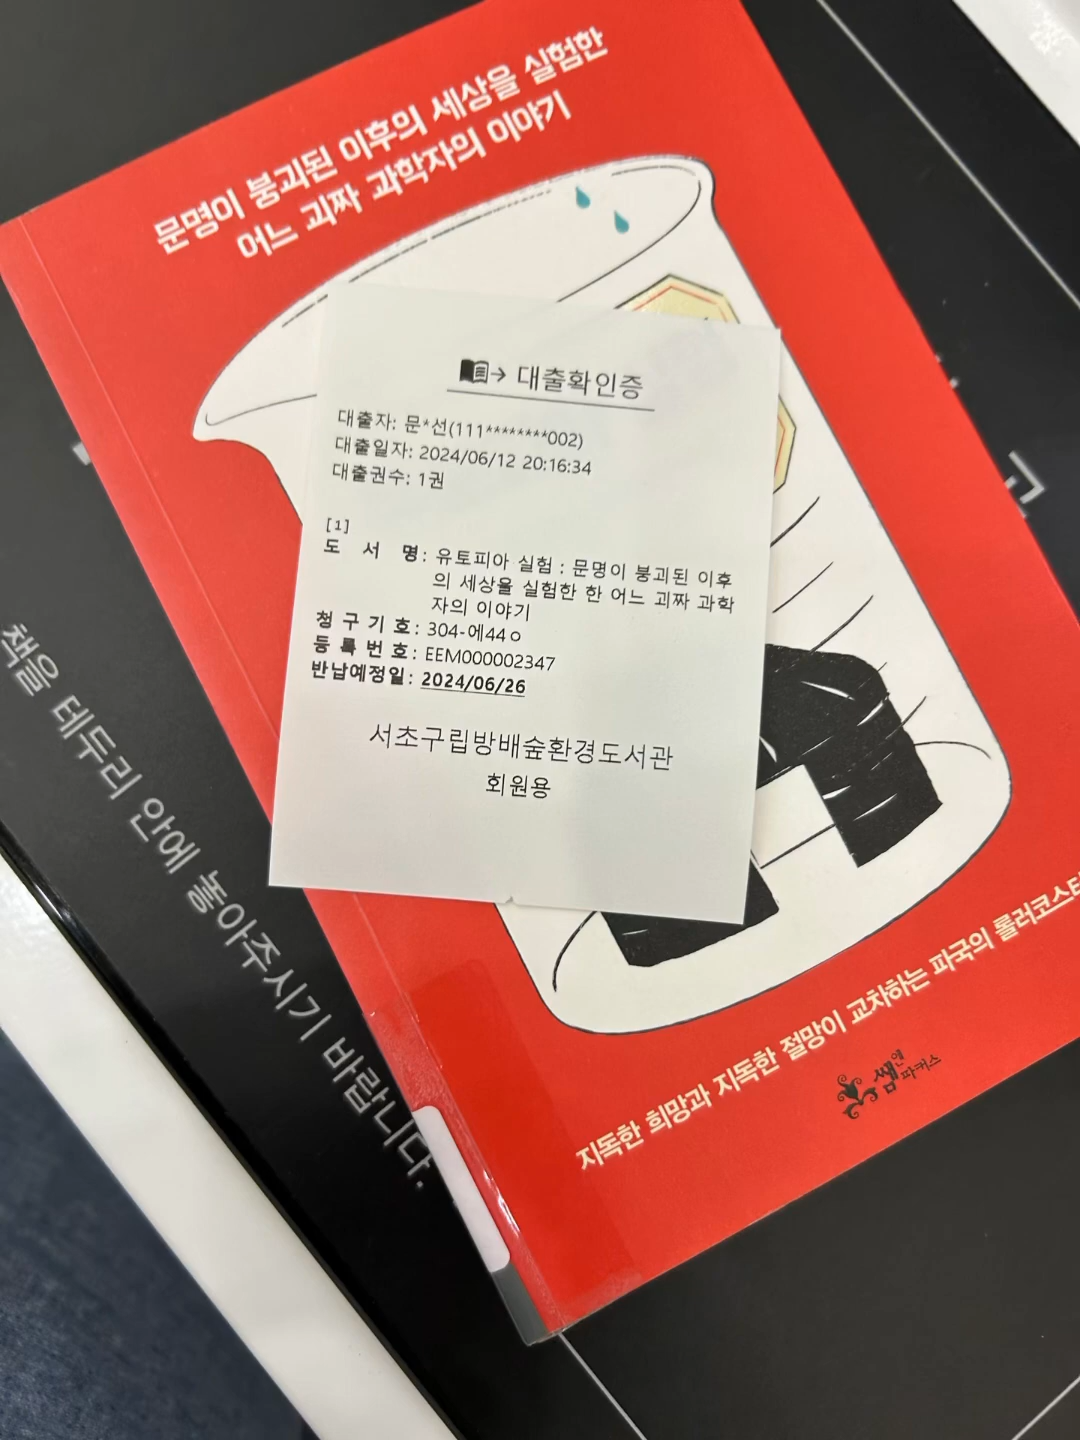 문명이 붕괴된 이후의 세상을 실험한
어느 괴짜 과학자의 이야기
대출확인증
대출자: 문*선(111********002)
대출일자: 2024/06/12 20:16:34
대출권수: 1권
[1]
도 서 명: 유토피아 실험 : 문명이 붕괴된 이후
의 세상을 실험한 한 어느 괴짜 과학
자의 이야기
청구기호: 304-에44ㅇ
등록번호: EEM000002347
반납예정일: 2024/06/26
서초구립방배숲환경도서관
회원용
책을 테두리 안에 놓아주시기 바랍니다.
지독한 희망과 지독한 절망이 교차하는 파국의 롤러코스터
쌤앤파커스